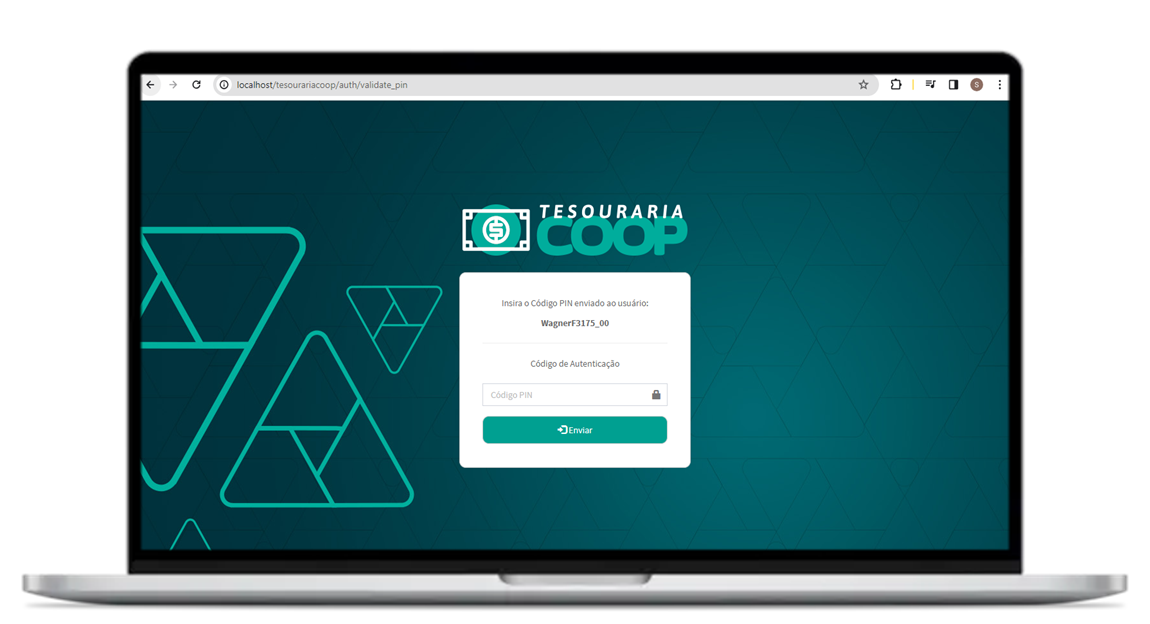 localhost/tesourariacoop/auth/validate_pin
S
TESOURARIA
COOP
Insira o Código PIN enviado ao usuário:
WagnerF3175_00
Código de Autenticação
Código PIN
Enviar